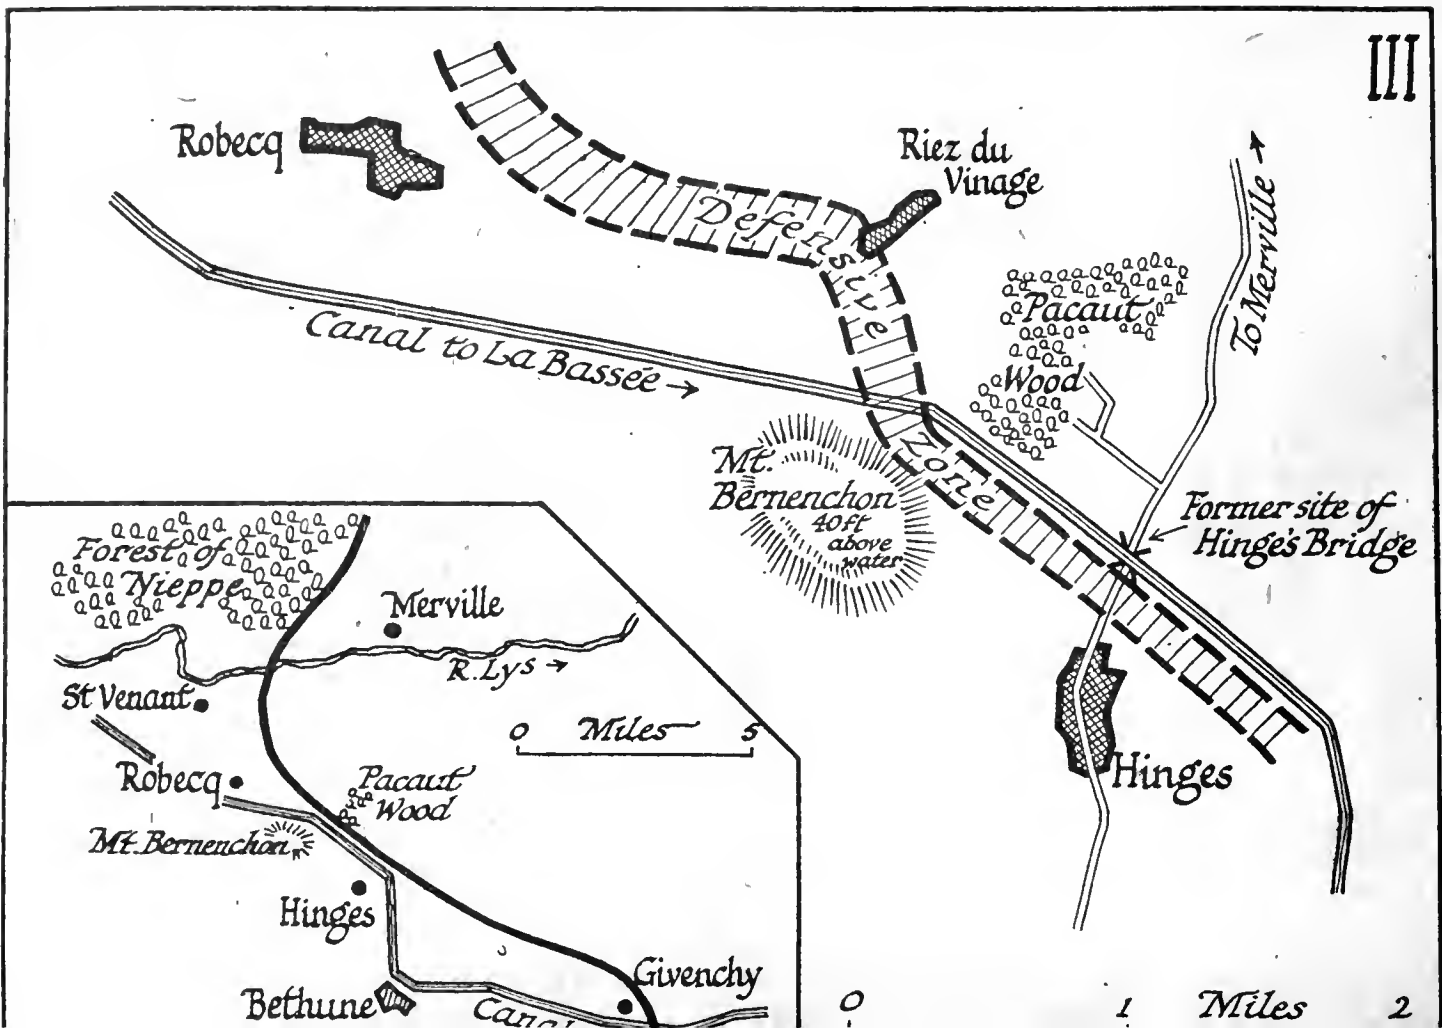 III
Robecq
Riez du
Vinage
Defensive
Zone
To Merville →
Pacaut
Wood
Canal to La Bassée →
Mt.
Bernenchon
40ft
above
water
Former site of
Hinge's Bridge
Hinges
0 1 Miles 2
Forest of
Nieppe
Merville
R. Lys →
St Venant
0 Miles 5
Robecq
Pacaut
Wood
Mt. Bernenchon
Hinges
Bethune
Givenchy
Canal